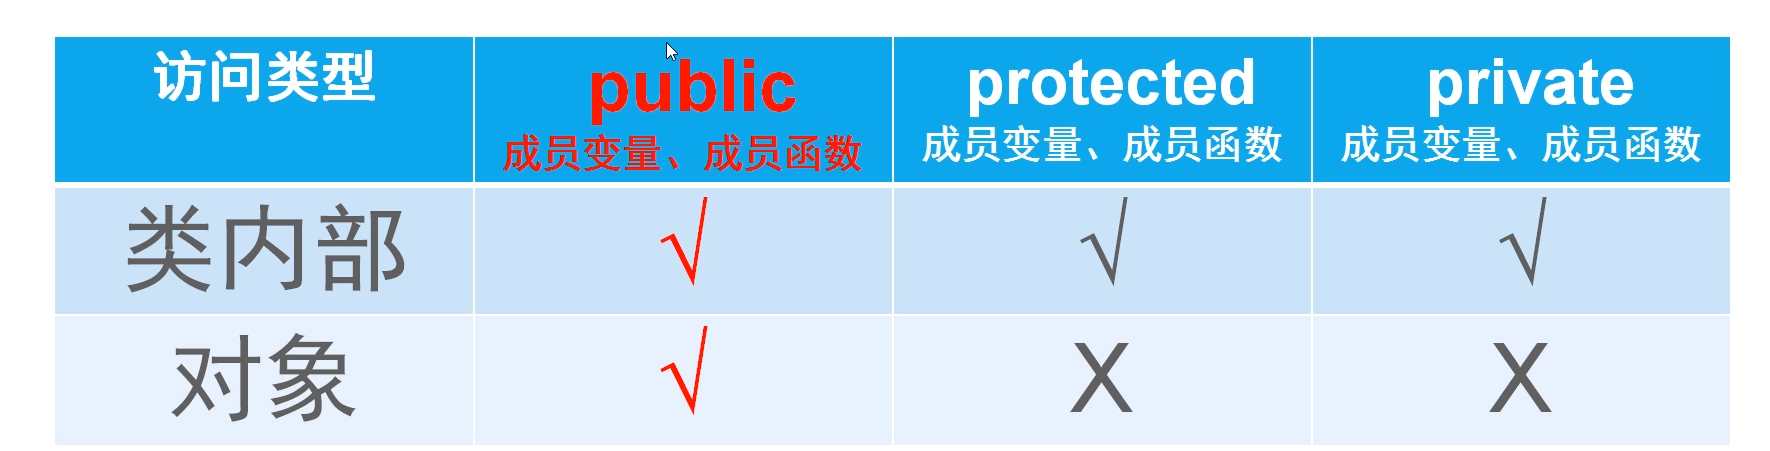 访问类型
public
成员变量、成员函数
protected
成员变量、成员函数
private
成员变量、成员函数
类内部 √ √ √
对象 √ X X